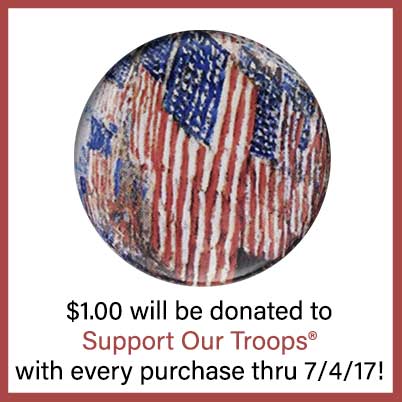 $1.00 will be donated to
Support Our Troops®
with every purchase thru 7/4/17!